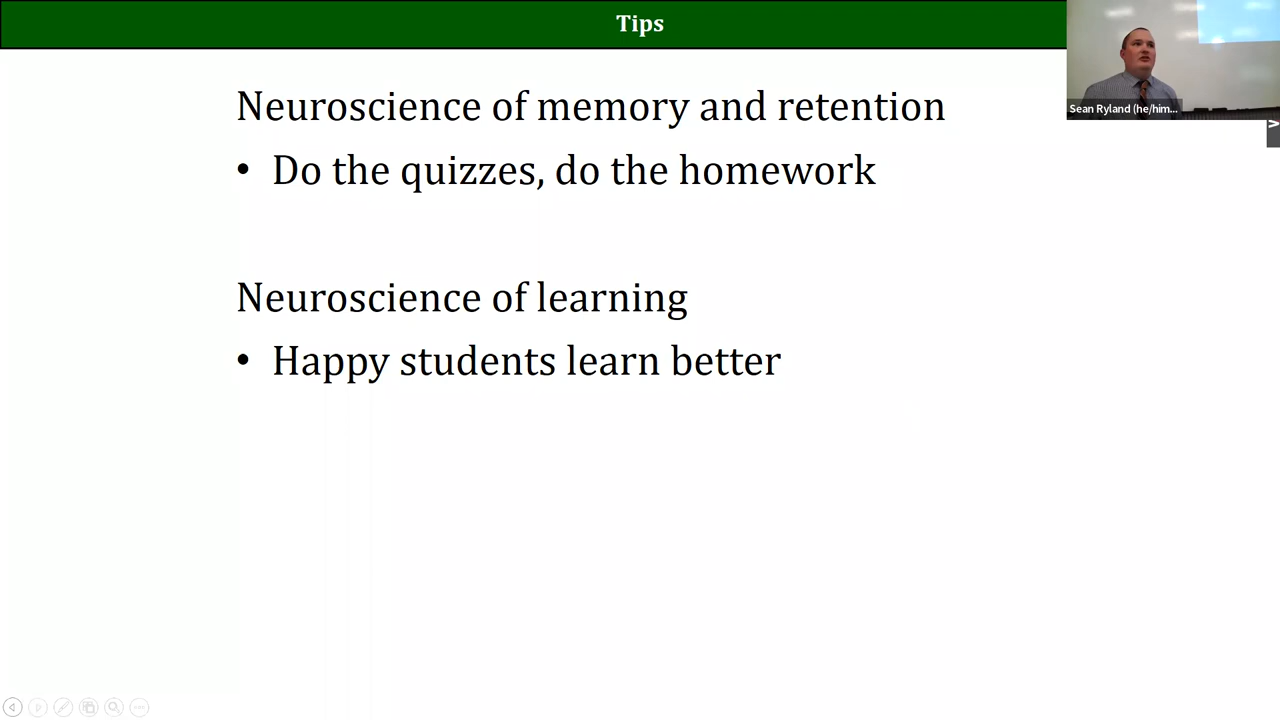 Tips
Sean Ryland (he/him...
Neuroscience of memory and retention
• Do the quizzes, do the homework
Neuroscience of learning
• Happy students learn better